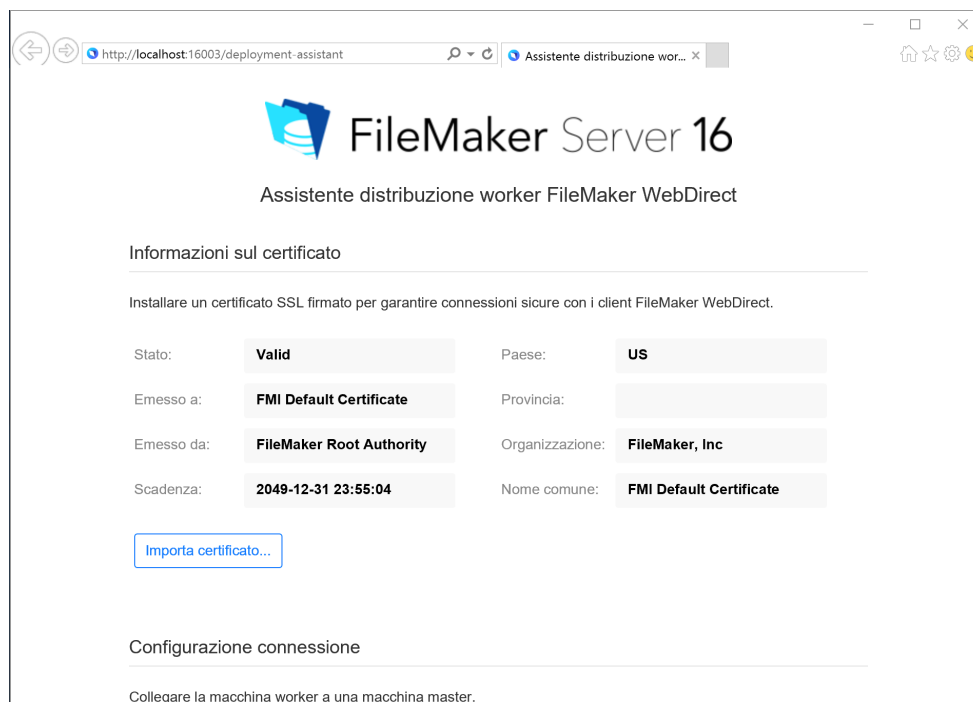 http://localhost:16003/deployment-assistant
Assistente distribuzione wor...
FileMaker Server 16
Assistente distribuzione worker FileMaker WebDirect
Informazioni sul certificato
Installare un certificato SSL firmato per garantire connessioni sicure con i client FileMaker WebDirect.
Stato: Valid Paese: US
Emesso a: FMI Default Certificate Provincia:
Emesso da: FileMaker Root Authority Organizzazione: FileMaker, Inc
Scadenza: 2049-12-31 23:55:04 Nome comune: FMI Default Certificate
Importa certificato...
Configurazione connessione
Collegare la macchina worker a una macchina master.